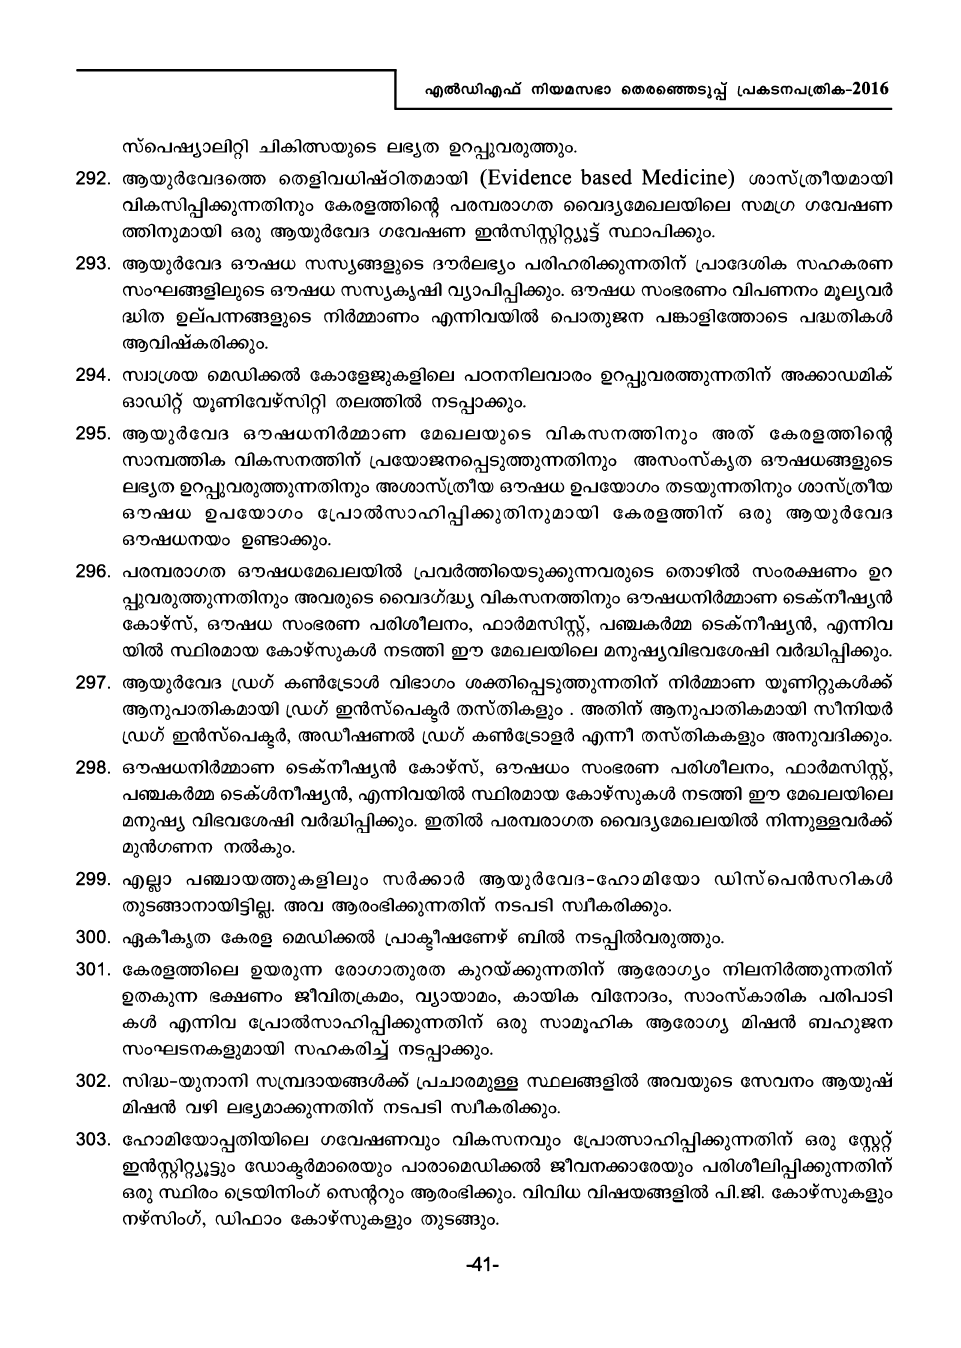 എൽഡിഎഫ് നിയമസഭാ തെരഞ്ഞെടുപ്പ് പ്രകടനപത്രിക-2016
സ്പെഷ്യാലിറ്റി ചികിത്സയുടെ ലഭ്യത ഉറപ്പുവരുത്തും.
292. ആയുർവേദത്തെ തെളിവധിഷ്ഠിതമായി (Evidence based Medicine) ശാസ്ത്രീയമായി
വികസിപ്പിക്കുന്നതിനും കേരളത്തിന്റെ പരമ്പരാഗത വൈദ്യമേഖലയിലെ സമഗ്ര ഗവേഷണ
ത്തിനുമായി ഒരു ആയുർവേദ ഗവേഷണ ഇൻസിസ്റ്റിറ്റ്യൂട്ട് സ്ഥാപിക്കും.
293. ആയുർവേദ ഔഷധ സസ്യങ്ങളുടെ ദൗർലഭ്യം പരിഹരിക്കുന്നതിന് പ്രാദേശിക സഹകരണ
സംഘങ്ങളിലുടെ ഔഷധ സസ്യകൃഷി വ്യാപിപ്പിക്കും. ഔഷധ സംഭരണം വിപണനം മൂല്യവർ
ദ്ധിത ഉല്പന്നങ്ങളുടെ നിർമ്മാണം എന്നിവയിൽ പൊതുജന പങ്കാളിത്തോടെ പദ്ധതികൾ
ആവിഷ്കരിക്കും.
294. സ്വാശ്രയ മെഡിക്കൽ കോളേജുകളിലെ പഠനനിലവാരം ഉറപ്പുവരത്തുന്നതിന് അക്കാഡമിക്
ഓഡിറ്റ് യൂണിവേഴ്സിറ്റി തലത്തിൽ നടപ്പാക്കും.
295. ആയുർവേദ ഔഷധനിർമ്മാണ മേഖലയുടെ വികസനത്തിനും അത് കേരളത്തിന്റെ
സാമ്പത്തിക വികസനത്തിന് പ്രയോജനപ്പെടുത്തുന്നതിനും അസംസ്കൃത ഔഷധങ്ങളുടെ
ലഭ്യത ഉറപ്പുവരുത്തുന്നതിനും അശാസ്ത്രീയ ഔഷധ ഉപയോഗം തടയുന്നതിനും ശാസ്ത്രീയ
ഔഷധ ഉപയോഗം പ്രോൽസാഹിപ്പിക്കുതിനുമായി കേരളത്തിന് ഒരു ആയുർവേദ
ഔഷധനയം ഉണ്ടാക്കും.
296. പരമ്പരാഗത ഔഷധമേഖലയിൽ പ്രവർത്തിയെടുക്കുന്നവരുടെ തൊഴിൽ സംരക്ഷണം ഉറ
പ്പുവരുത്തുന്നതിനും അവരുടെ വൈദഗ്ദ്ധ്യ വികസനത്തിനും ഔഷധനിർമ്മാണ ടെക്നീഷ്യൻ
കോഴ്സ്, ഔഷധ സംഭരണ പരിശീലനം, ഫാർമസിസ്റ്റ്, പഞ്ചകർമ്മ ടെക്നീഷ്യൻ, എന്നിവ
യിൽ സ്ഥിരമായ കോഴ്സുകൾ നടത്തി ഈ മേഖലയിലെ മനുഷ്യവിഭവശേഷി വർദ്ധിപ്പിക്കും.
297. ആയുർവേദ ഡ്രഗ് കൺട്രോൾ വിഭാഗം ശക്തിപ്പെടുത്തുന്നതിന് നിർമ്മാണ യൂണിറ്റുകൾക്ക്
ആനുപാതികമായി ഡ്രഗ് ഇൻസ്പെക്ടർ തസ്തികളും . അതിന് ആനുപാതികമായി സീനിയർ
ഡ്രഗ് ഇൻസ്പെക്ടർ, അഡീഷണൽ ഡ്രഗ് കൺട്രോളർ എന്നീ തസ്തികകളും അനുവദിക്കും.
298. ഔഷധനിർമ്മാണ ടെക്നീഷ്യൻ കോഴ്സ്, ഔഷധം സംഭരണ പരിശീലനം, ഫാർമസിസ്റ്റ്,
പഞ്ചകർമ്മ ടെക്ൾനീഷ്യൻ, എന്നിവയിൽ സ്ഥിരമായ കോഴ്സുകൾ നടത്തി ഈ മേഖലയിലെ
മനുഷ്യ വിഭവശേഷി വർദ്ധിപ്പിക്കും. ഇതിൽ പരമ്പരാഗത വൈദ്യമേഖലയിൽ നിന്നുള്ളവർക്ക്
മുൻഗണന നൽകും.
299. എല്ലാ പഞ്ചായത്തുകളിലും സർക്കാർ ആയുർവേദ-ഹോമിയോ ഡിസ്പെൻസറികൾ
തുടങ്ങാനായിട്ടില്ല. അവ ആരംഭിക്കുന്നതിന് നടപടി സ്വീകരിക്കും.
300. ഏകീകൃത കേരള മെഡിക്കൽ പ്രാക്ടീഷണേഴ് ബിൽ നടപ്പിൽവരുത്തും.
301. കേരളത്തിലെ ഉയരുന്ന രോഗാതുരത കുറയ്ക്കുന്നതിന് ആരോഗ്യം നിലനിർത്തുന്നതിന്
ഉതകുന്ന ഭക്ഷണം ജീവിതക്രമം, വ്യായാമം, കായിക വിനോദം, സാംസ്കാരിക പരിപാടി
കൾ എന്നിവ പ്രോൽസാഹിപ്പിക്കുന്നതിന് ഒരു സാമൂഹിക ആരോഗ്യ മിഷൻ ബഹുജന
സംഘടനകളുമായി സഹകരിച്ച് നടപ്പാക്കും.
302. സിദ്ധ-യുനാനി സമ്പ്രദായങ്ങൾക്ക് പ്രചാരമുള്ള സ്ഥലങ്ങളിൽ അവയുടെ സേവനം ആയുഷ്
മിഷൻ വഴി ലഭ്യമാക്കുന്നതിന് നടപടി സ്വീകരിക്കും.
303. ഹോമിയോപ്പതിയിലെ ഗവേഷണവും വികസനവും പ്രോത്സാഹിപ്പിക്കുന്നതിന് ഒരു സ്റ്റേറ്റ്
ഇൻസ്റ്റിറ്റ്യൂട്ടും ഡോക്ടർമാരെയും പാരാമെഡിക്കൽ ജീവനക്കാരേയും പരിശീലിപ്പിക്കുന്നതിന്
ഒരു സ്ഥിരം ട്രെയിനിംഗ് സെന്ററും ആരംഭിക്കും. വിവിധ വിഷയങ്ങളിൽ പി.ജി. കോഴ്സുകളും
നഴ്സിംഗ്, ഡിഫാം കോഴ്സുകളും തുടങ്ങും.
-41-